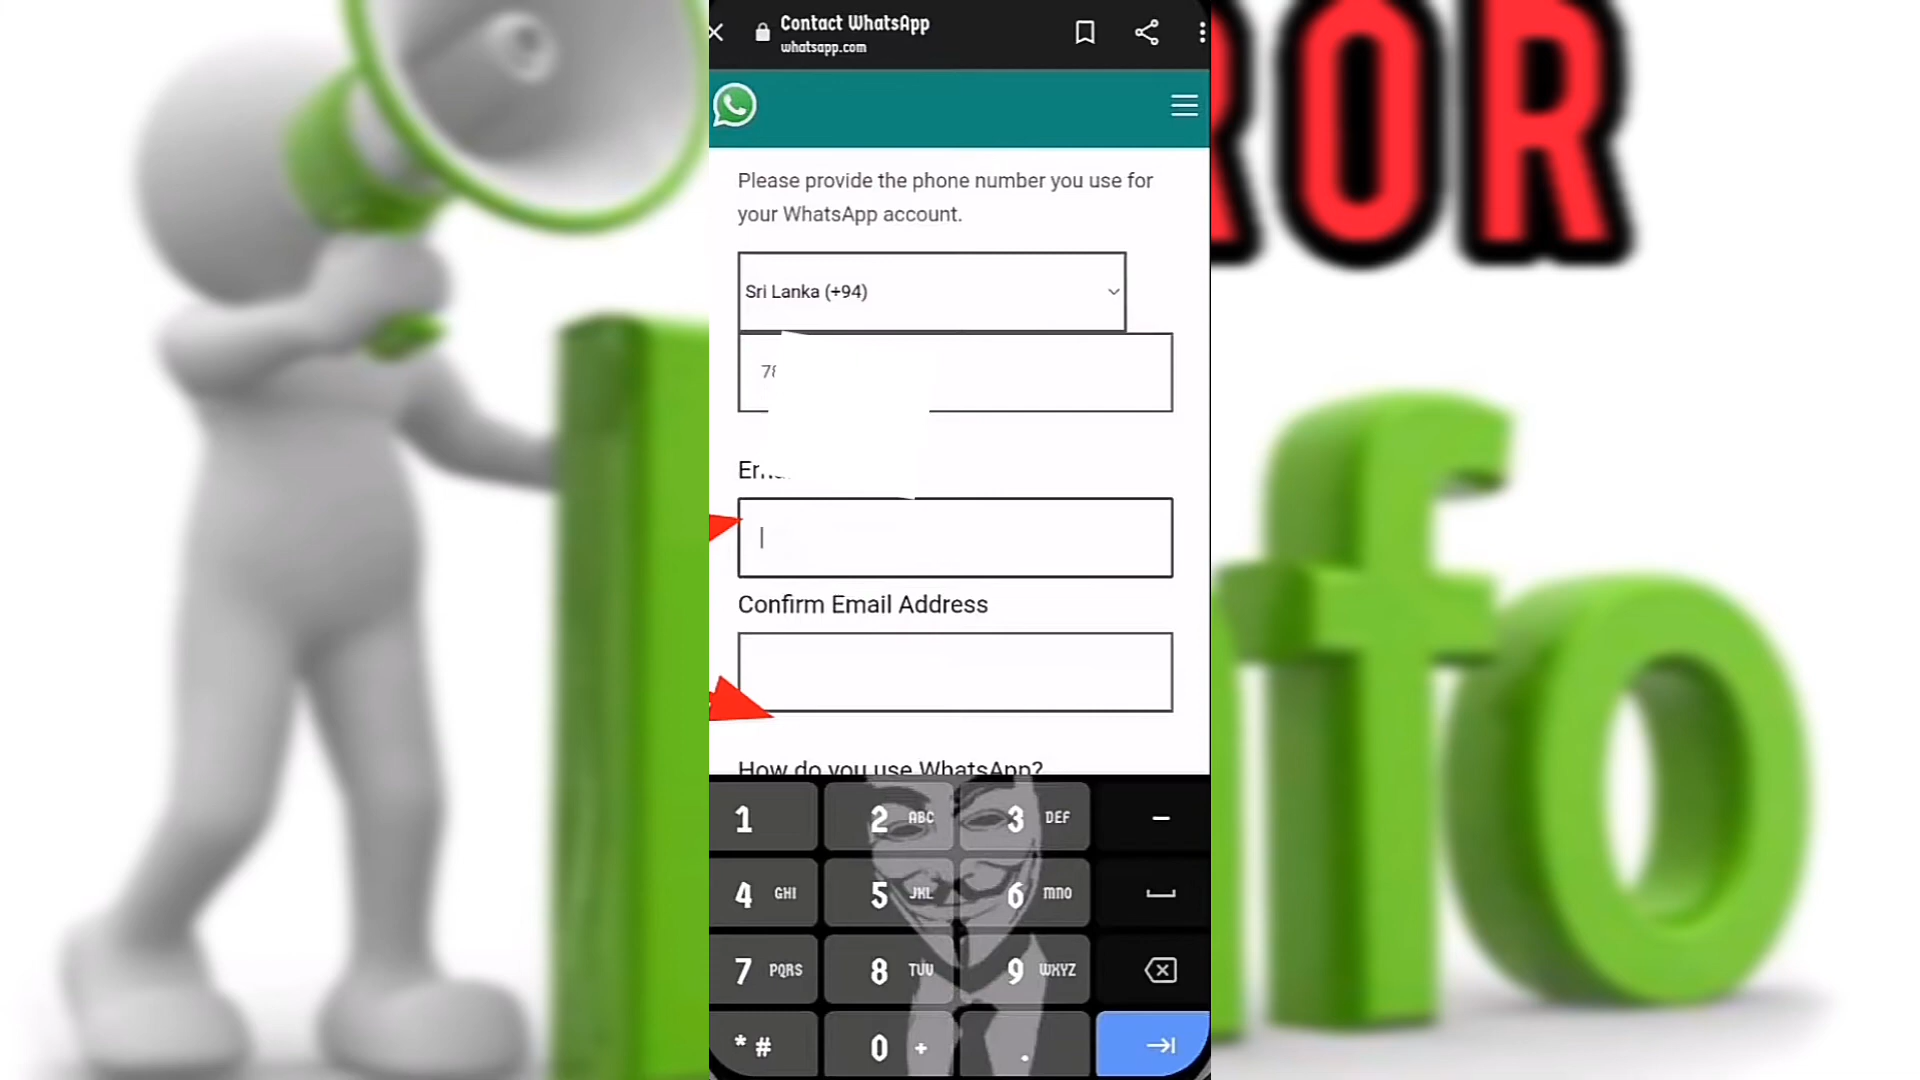 Contact WhatsApp
whatsapp.com
Please provide the phone number you use for
your WhatsApp account.
Sri Lanka (+94)
78
Confirm Email Address
How do you use WhatsApp?
1 2 ABC 3 DEF -
4 GHI 5 JKL 6 MNO
7 PQRS 8 TUV 9 WXYZ
* # 0 + .
ROR
fo